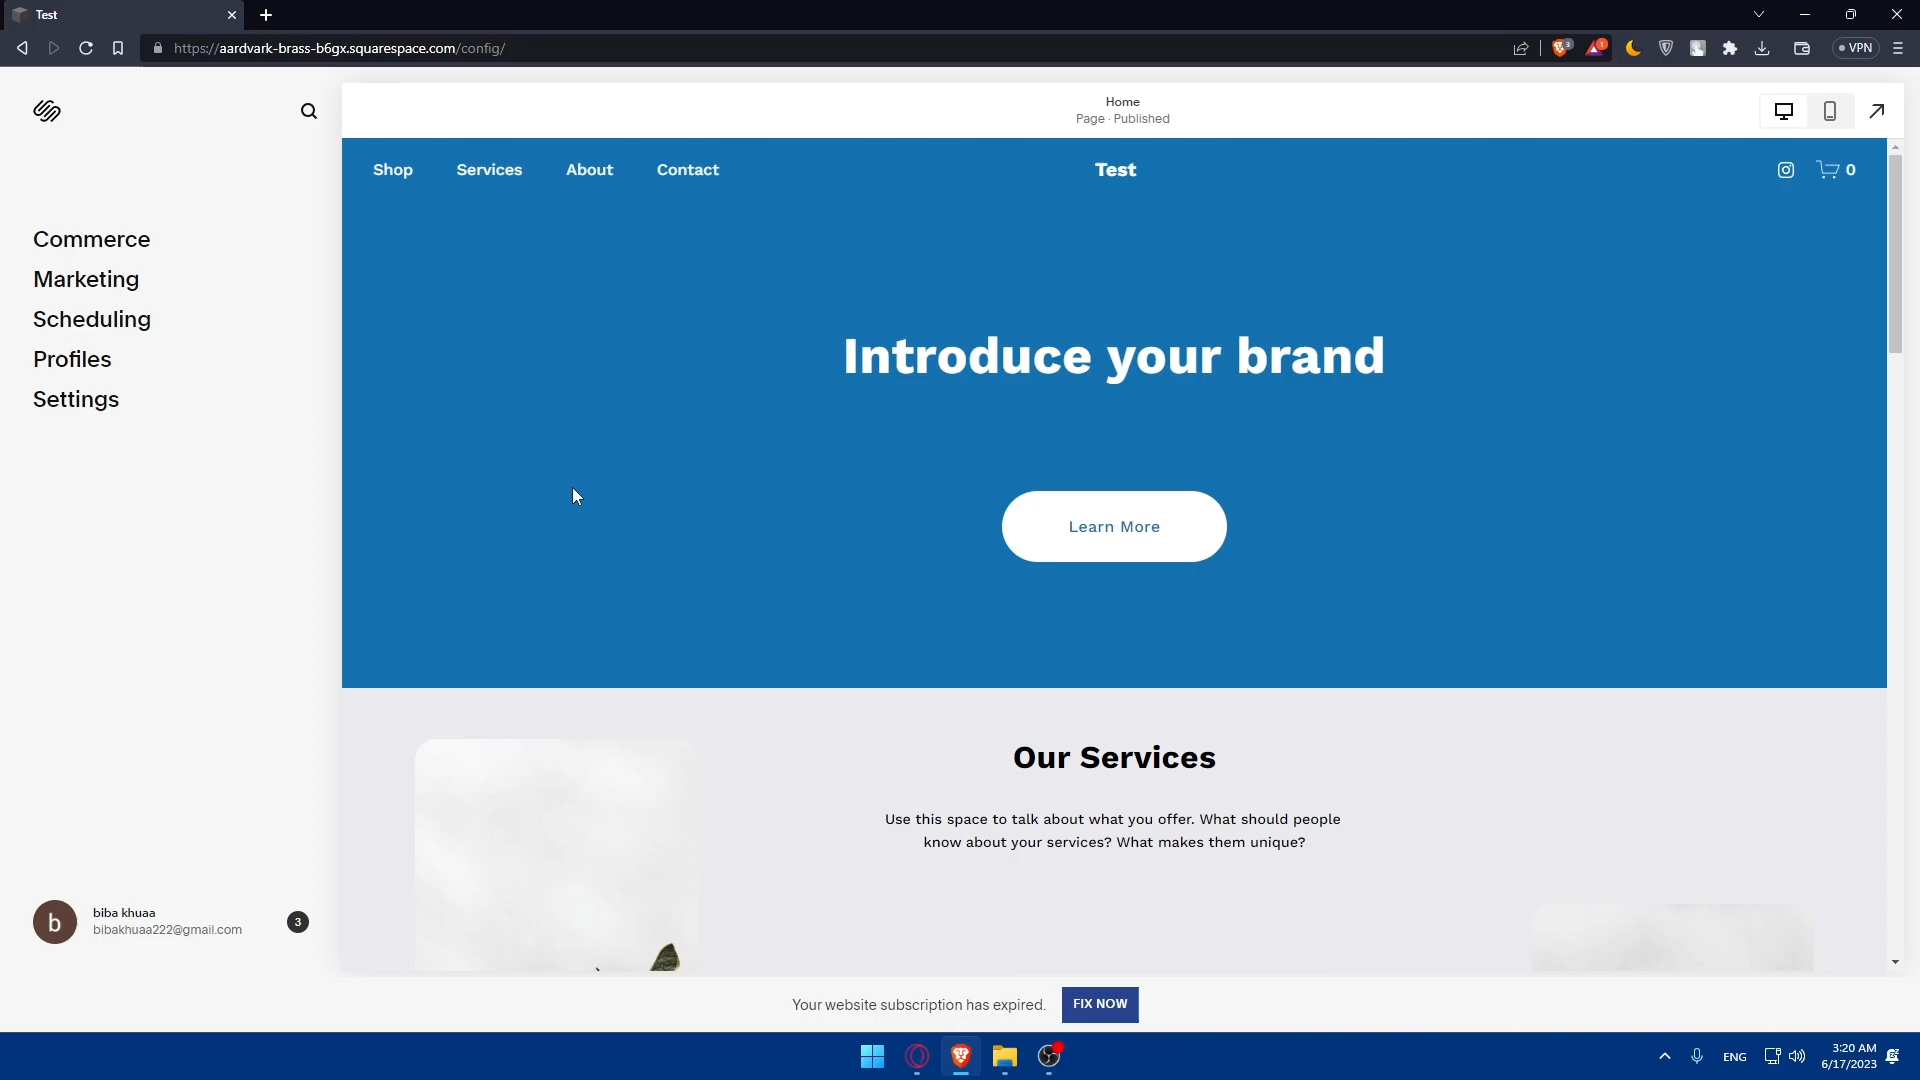 Test
https://aardvark-brass-b6gx.squarespace.com/config/
3
1
VPN
Home
Page · Published
Commerce
Marketing
Scheduling
Profiles
Settings
Shop
Services
About
Contact
Test
0
Introduce your brand
Learn More
Our Services
Use this space to talk about what you offer. What should people
know about your services? What makes them unique?
b
biba khuaa
bibakhuaa222@gmail.com
3
Your website subscription has expired.
FIX NOW
ENG
3:20 AM
6/17/2023